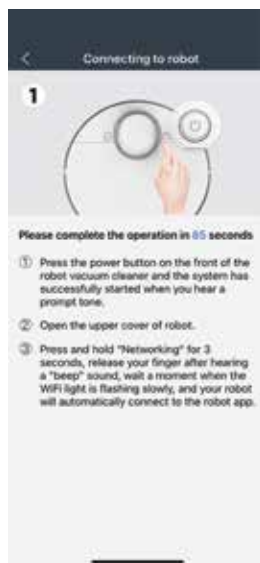 Connecting to robot
1
Please complete the operation in 85 seconds
① Press the power button on the front of the
robot vacuum cleaner and the system has
successfully started when you hear a
prompt tone.
② Open the upper cover of robot.
③ Press and hold "Networking" for 3
seconds, release your finger after hearing
a "beep" sound, wait a moment when the
WiFi light is flashing slowly, and your robot
will automatically connect to the robot app.